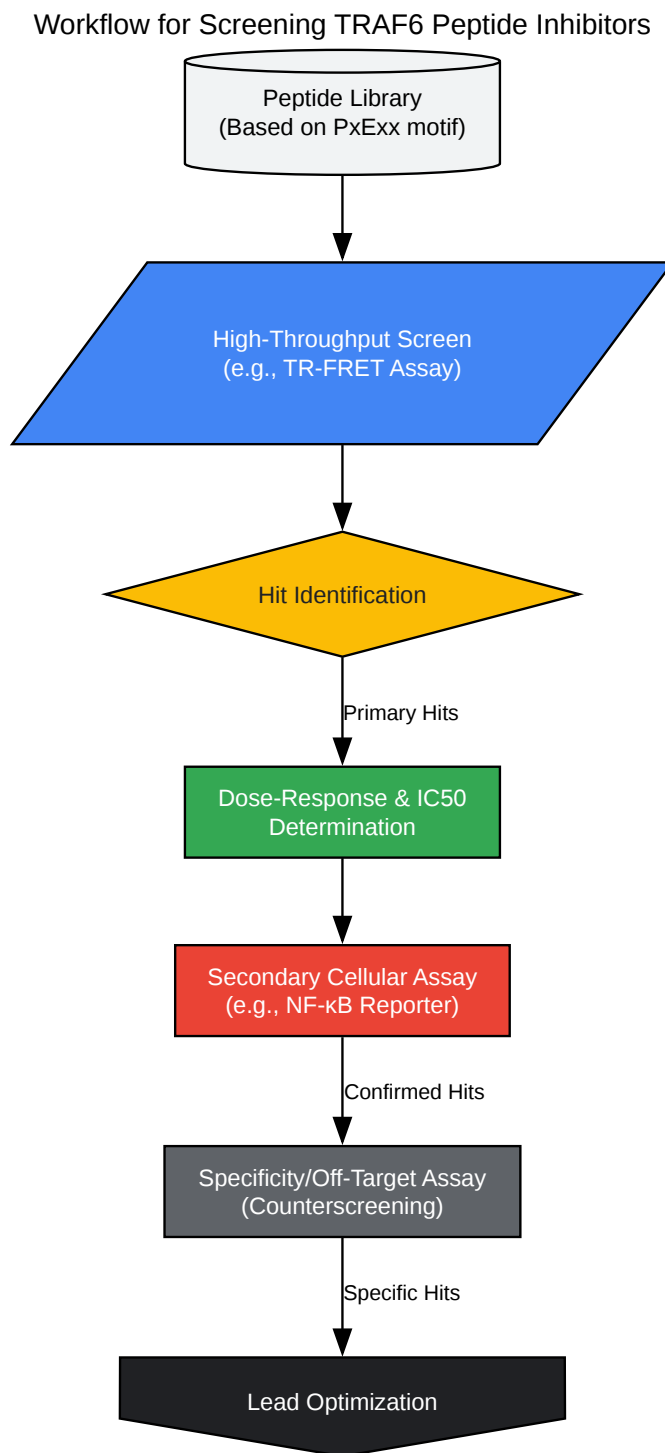 Workflow for Screening TRAF6 Peptide Inhibitors
Peptide Library
(Based on PxExx motif)
High-Throughput Screen
(e.g., TR-FRET Assay)
Hit Identification
Primary Hits
Dose-Response & IC50
Determination
Secondary Cellular Assay
(e.g., NF-κB Reporter)
Confirmed Hits
Specificity/Off-Target Assay
(Counterscreening)
Specific Hits
Lead Optimization